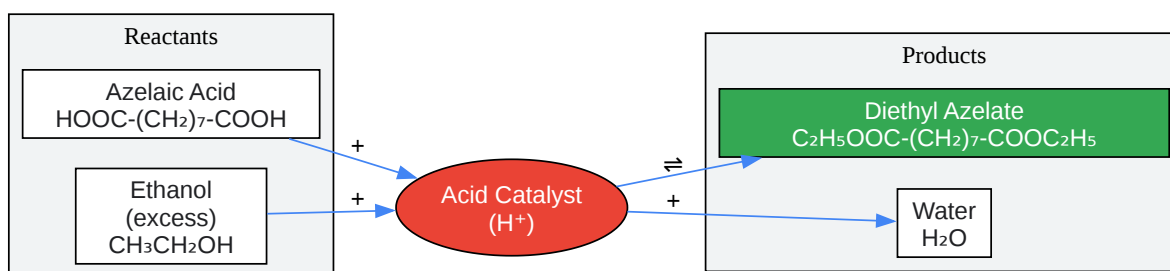 Reactants
Azelaic Acid
HOOC-(CH₂)₇-COOH
Ethanol
(excess)
CH₃CH₂OH
+
+
Acid Catalyst
(H⁺)
⇌
+
Products
Diethyl Azelate
C₂H₅OOC-(CH₂)₇-COOC₂H₅
Water
H₂O